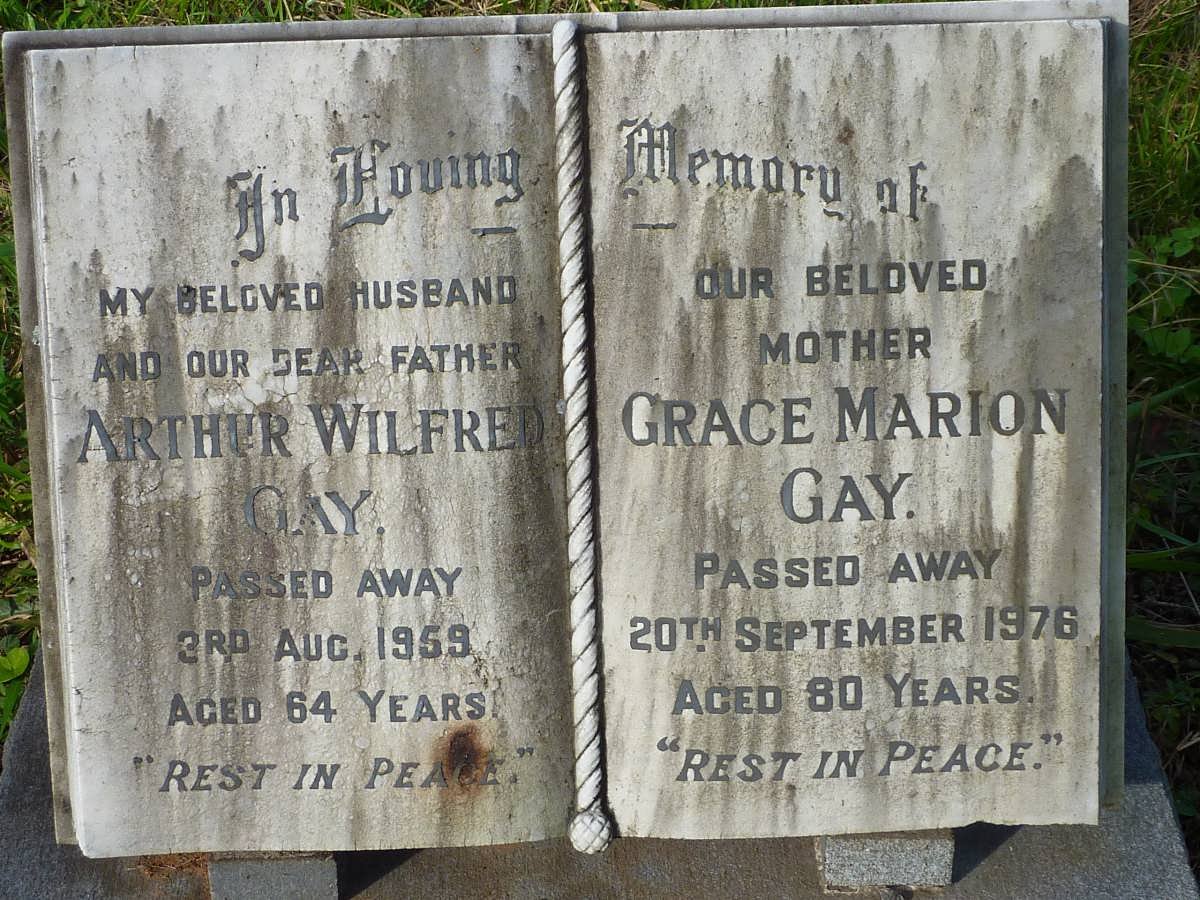 In Loving Memory of
MY BELOVED HUSBAND
AND OUR DEAR FATHER
ARTHUR WILFRED
GAY.
PASSED AWAY
3RD AUG. 1959
AGED 64 YEARS.
"REST IN PEACE."
OUR BELOVED
MOTHER
GRACE MARION
GAY.
PASSED AWAY
20TH SEPTEMBER 1976
AGED 80 YEARS.
"REST IN PEACE."